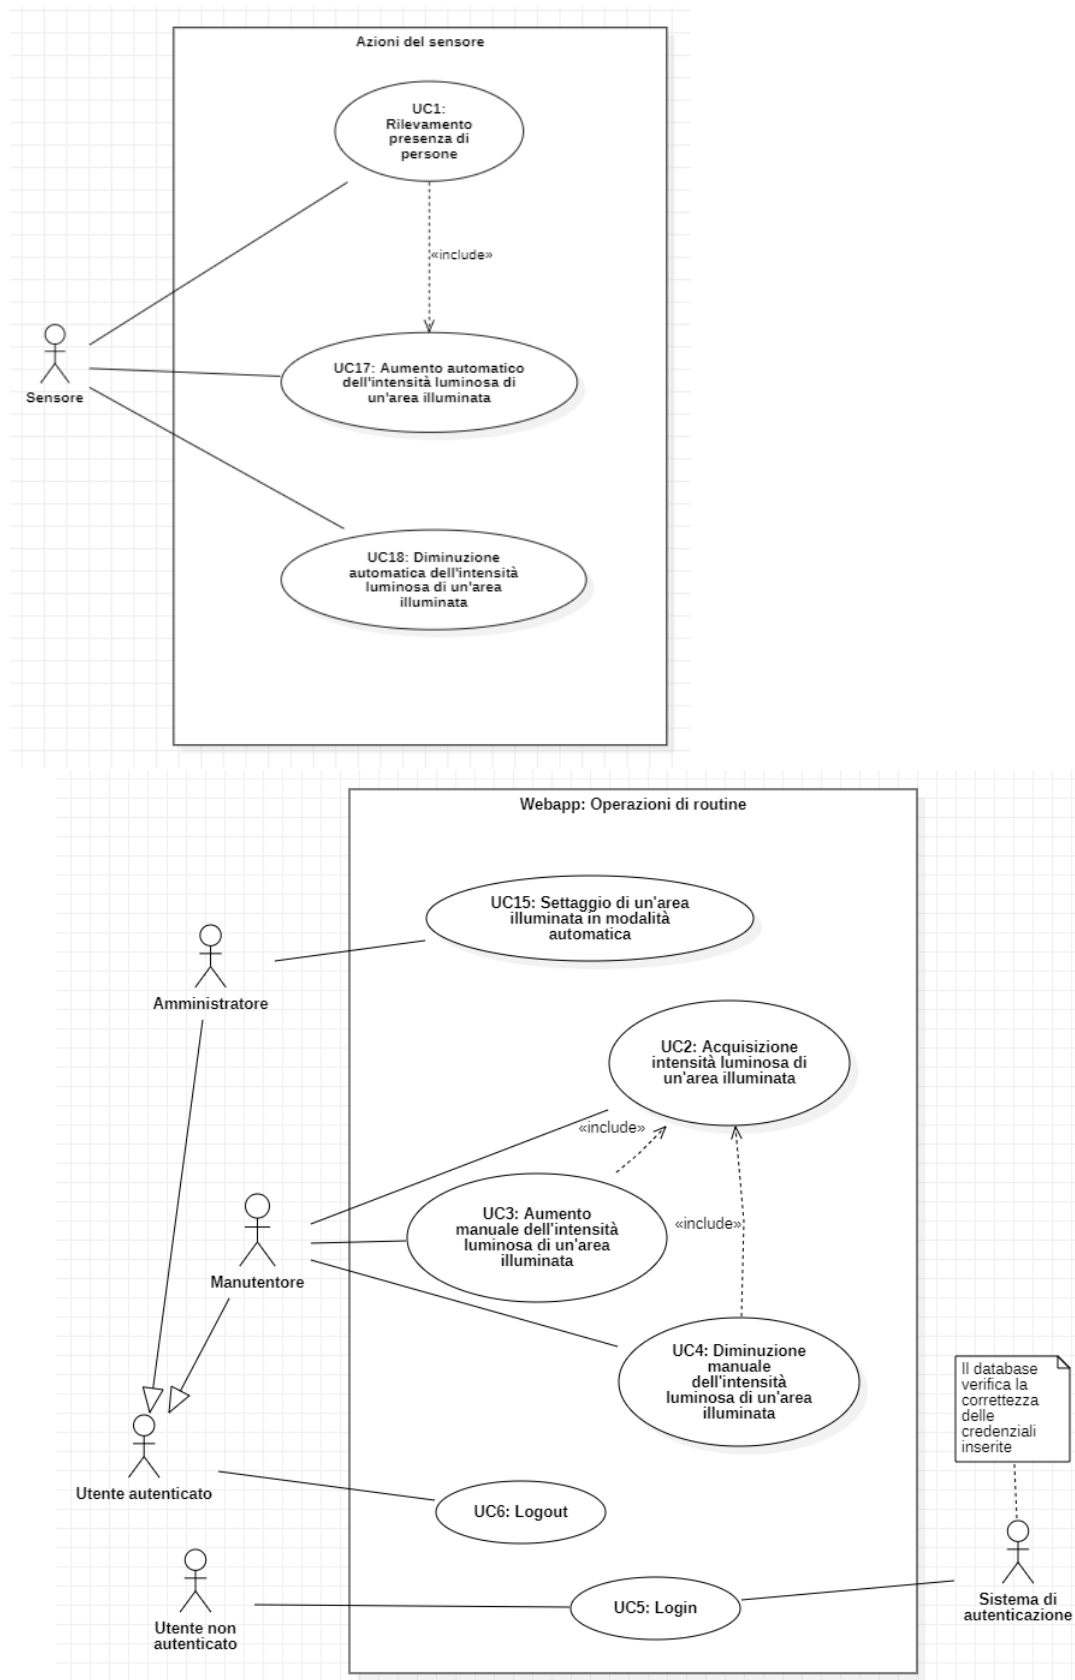 Azioni del sensore
UC1:
Rilevamento
presenza di
persone
«include»
UC17: Aumento automatico
dell'intensità luminosa di
un'area illuminata
Sensore
UC18: Diminuzione
automatica dell'intensità
luminosa di un'area
illuminata
Webapp: Operazioni di routine
UC15: Settaggio di un'area
illuminata in modalità
automatica
Amministratore
UC2: Acquisizione
intensità luminosa di
un'area illuminata
«include»
UC3: Aumento
manuale dell'intensità
luminosa di un'area
illuminata
«include»
Manutentore
UC4: Diminuzione
manuale
dell'intensità
luminosa di un'area
illuminata
Il database
verifica la
correttezza
delle
credenziali
inserite
Utente autenticato
UC6: Logout
UC5: Login
Sistema di
autenticazione
Utente non
autenticato